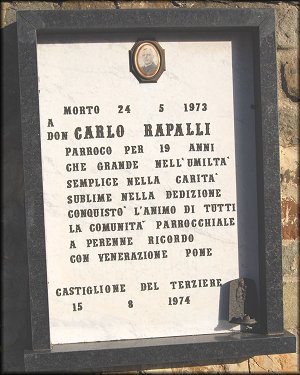 MORTO 24 5 1973
A
DON CARLO RAPALLI
PARROCO PER 19 ANNI
CHE GRANDE NELL'UMILTA'
SEMPLICE NELLA CARITA'
SUBLIME NELLA DEDIZIONE
CONQUISTO' L'ANIMO DI TUTTI
LA COMUNITA' PARROCCHIALE
A PERENNE RICORDO
CON VENERAZIONE PONE
CASTIGLIONE DEL TERZIERE
15 8 1974